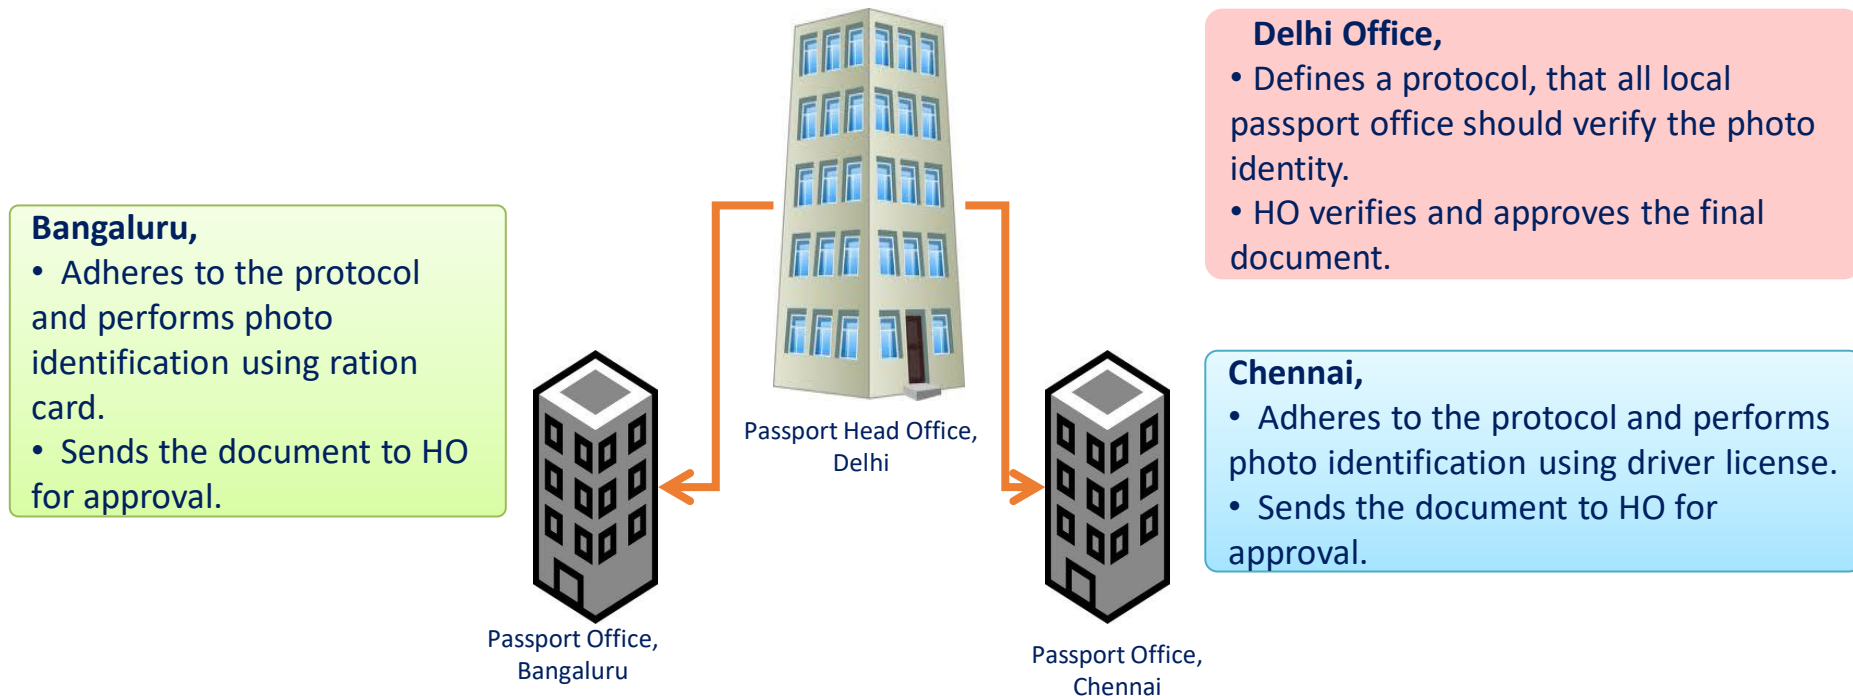 Delhi Office,
• Defines a protocol, that all local
passport office should verify the photo
identity.
• HO verifies and approves the final
document.
Bangaluru,
• Adheres to the protocol
and performs photo
identification using ration
card.
• Sends the document to HO
for approval.
Passport Head Office,
Delhi
Chennai,
• Adheres to the protocol and performs
photo identification using driver license.
• Sends the document to HO for
approval.
Passport Office,
Bangaluru
Passport Office,
Chennai